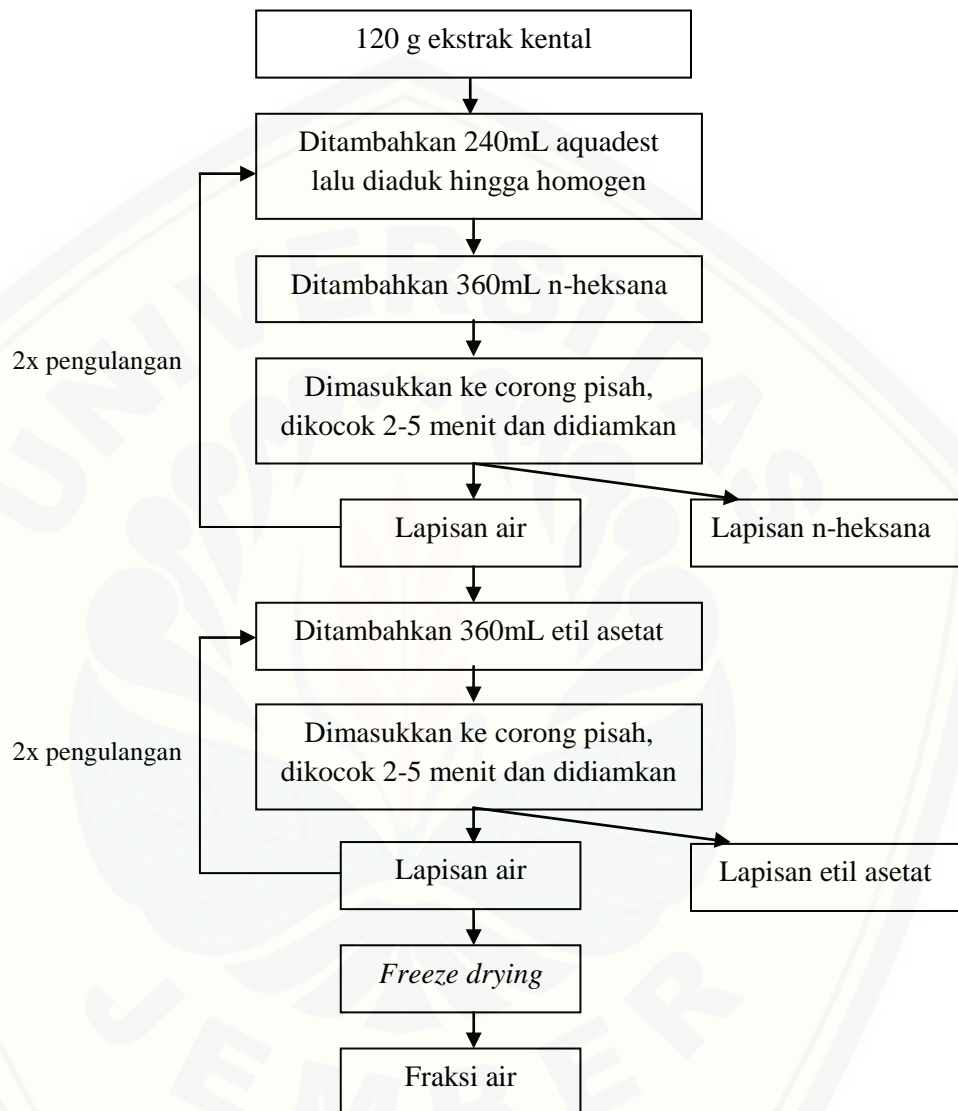 120 g ekstrak kental
Ditambahkan 240mL aquadest
lalu diaduk hingga homogen
Ditambahkan 360mL n-heksana
2x pengulangan
Dimasukkan ke corong pisah,
dikocok 2-5 menit dan didiamkan
Lapisan air
Lapisan n-heksana
Ditambahkan 360mL etil asetat
2x pengulangan
Dimasukkan ke corong pisah,
dikocok 2-5 menit dan didiamkan
Lapisan air
Lapisan etil asetat
Freeze drying
Fraksi air
UNIVERSITAS
JEMBER